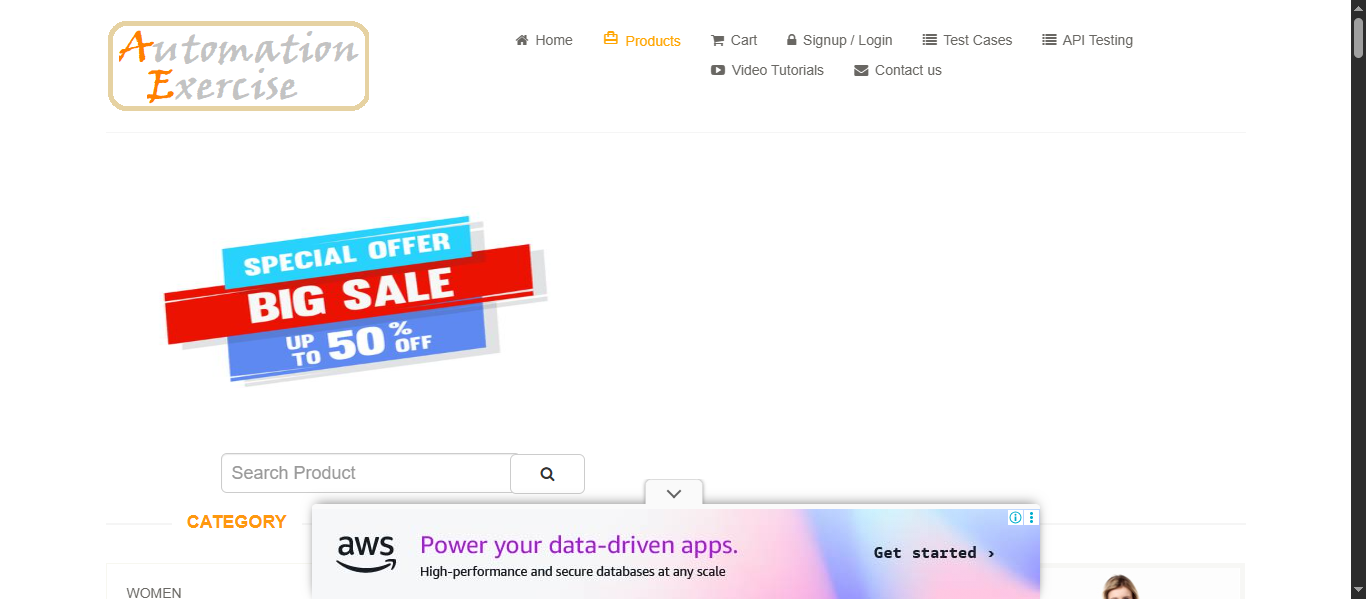 Automation
Exercise
Home Products Cart Signup / Login Test Cases API Testing
Video Tutorials Contact us
SPECIAL OFFER
BIG SALE
UP TO 50% OFF
Search Product
CATEGORY
WOMEN
aws
Power your data-driven apps.
High-performance and secure databases at any scale
Get started ›